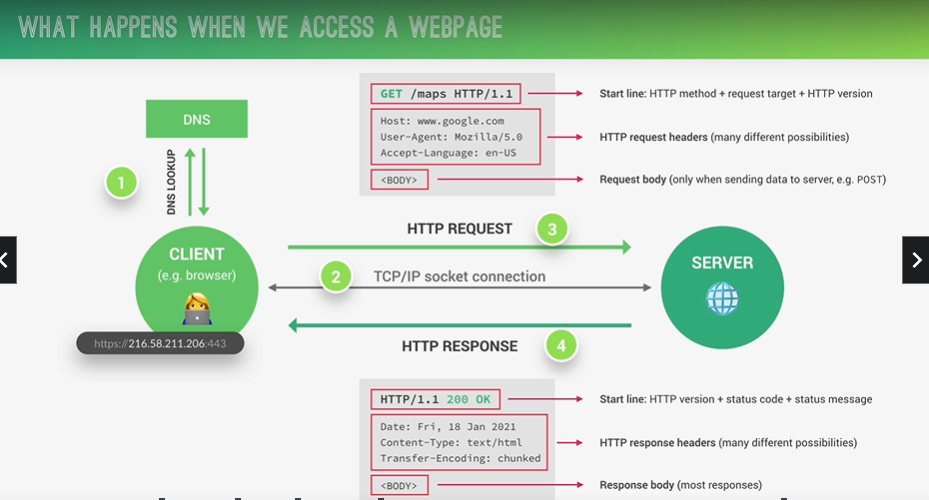 WHAT HAPPENS WHEN WE ACCESS A WEBPAGE
GET /maps HTTP/1.1
Start line: HTTP method + request target + HTTP version
Host: www.google.com
User-Agent: Mozilla/5.0
Accept-Language: en-US
HTTP request headers (many different possibilities)
<BODY>
Request body (only when sending data to server, e.g. POST)
DNS
1
DNS LOOKUP
CLIENT
(e.g. browser)
https://216.58.211.206:443
HTTP REQUEST
3
2
TCP/IP socket connection
HTTP RESPONSE
4
SERVER
HTTP/1.1 200 OK
Start line: HTTP version + status code + status message
Date: Fri, 18 Jan 2021
Content-Type: text/html
Transfer-Encoding: chunked
HTTP response headers (many different possibilities)
<BODY>
Response body (most responses)